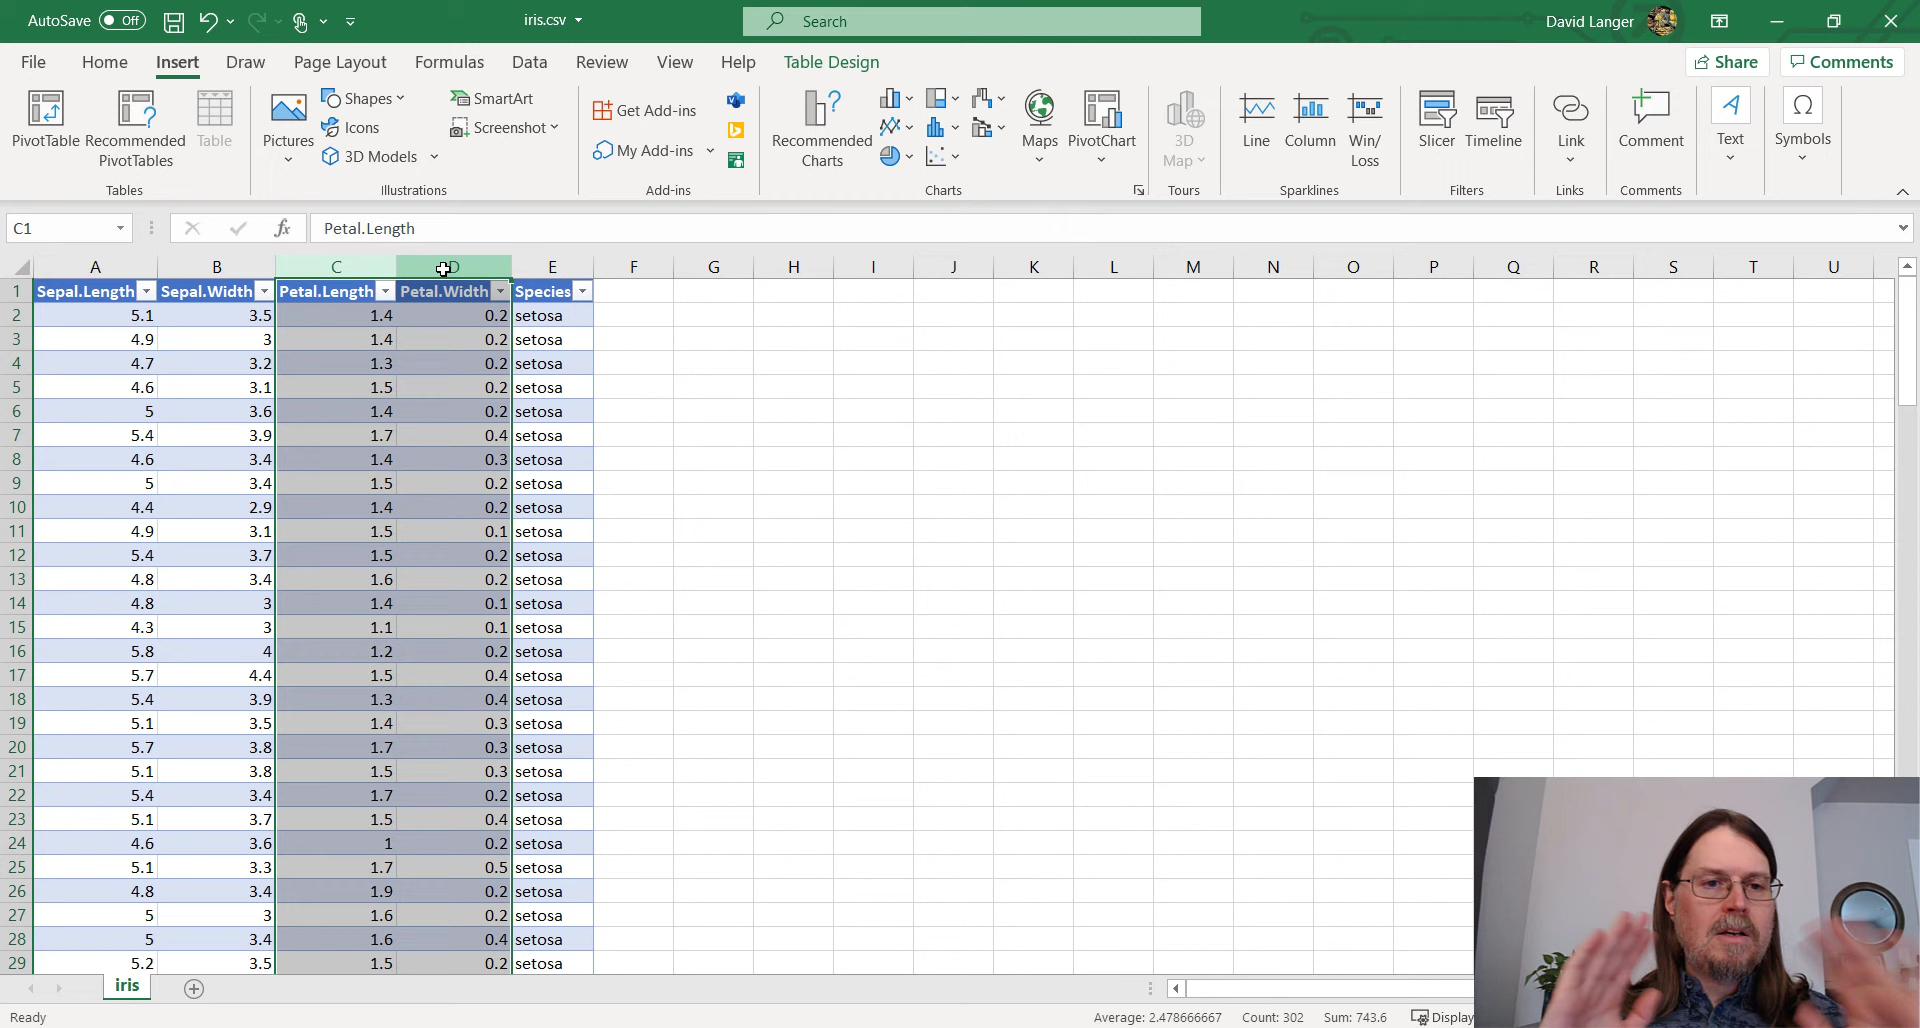 AutoSave Off iris.csv Search David Langer
File Home Insert Draw Page Layout Formulas Data Review View Help Table Design Share Comments
PivotTable Recommended PivotTables Table
Tables
Pictures Shapes Icons 3D Models SmartArt Screenshot
Illustrations
Get Add-ins
My Add-ins
Add-ins
Recommended Charts Maps PivotChart
Charts
3D Map
Tours
Line Column Win/Loss
Sparklines
Slicer Timeline
Filters
Link
Links
Comment
Comments
Text
Symbols
C1 fx Petal.Length
A B C D E F G H I J K L M N O P Q R S T U
1 Sepal.Length Sepal.Width Petal.Length Petal.Width Species
2 5.1 3.5 1.4 0.2 setosa
3 4.9 3 1.4 0.2 setosa
4 4.7 3.2 1.3 0.2 setosa
5 4.6 3.1 1.5 0.2 setosa
6 5 3.6 1.4 0.2 setosa
7 5.4 3.9 1.7 0.4 setosa
8 4.6 3.4 1.4 0.3 setosa
9 5 3.4 1.5 0.2 setosa
10 4.4 2.9 1.4 0.2 setosa
11 4.9 3.1 1.5 0.1 setosa
12 5.4 3.7 1.5 0.2 setosa
13 4.8 3.4 1.6 0.2 setosa
14 4.8 3 1.4 0.1 setosa
15 4.3 3 1.1 0.1 setosa
16 5.8 4 1.2 0.2 setosa
17 5.7 4.4 1.5 0.4 setosa
18 5.4 3.9 1.3 0.4 setosa
19 5.1 3.5 1.4 0.3 setosa
20 5.7 3.8 1.7 0.3 setosa
21 5.1 3.8 1.5 0.3 setosa
22 5.4 3.4 1.7 0.2 setosa
23 5.1 3.7 1.5 0.4 setosa
24 4.6 3.6 1 0.2 setosa
25 5.1 3.3 1.7 0.5 setosa
26 4.8 3.4 1.9 0.2 setosa
27 5 3 1.6 0.2 setosa
28 5 3.4 1.6 0.4 setosa
29 5.2 3.5 1.5 0.2 setosa
iris
Ready Average: 2.478666667 Count: 302 Sum: 743.6 Display